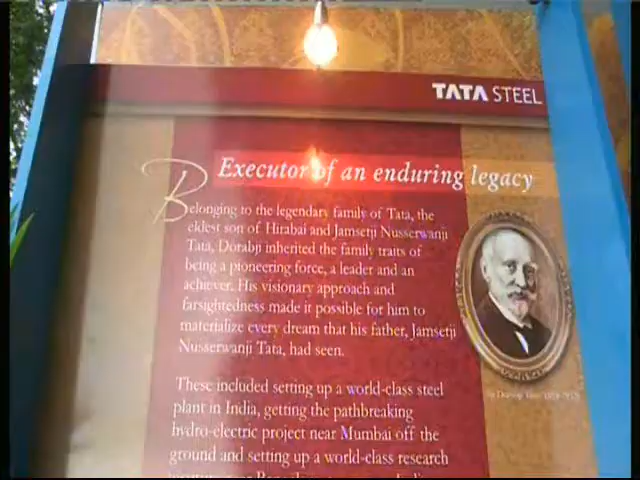 TATA STEEL
Executor of an enduring legacy
Belonging to the legendary family of Tata, the
eldest son of Hirabai and Jamsetji Nusserwanji
Tata, Dorabji inherited the family traits of
being a pioneering force, a leader and an
achiever. His visionary approach and
farsightedness made it possible for him to
materialize every dream that his father, Jamsetji
Nusserwanji Tata, had seen.
These included setting up a world-class steel
plant in India, getting the pathbreaking
hydro-electric project near Mumbai off the
ground and setting up a world-class research